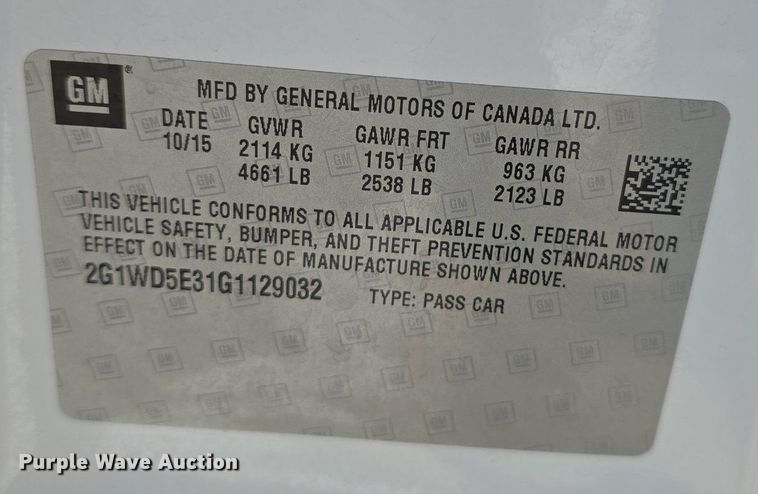 GM
MFD BY GENERAL MOTORS OF CANADA LTD.
DATE GVWR GAWR FRT GAWR RR
10/15 2114 KG 1151 KG 963 KG
4661 LB 2538 LB 2123 LB
THIS VEHICLE CONFORMS TO ALL APPLICABLE U.S. FEDERAL MOTOR
VEHICLE SAFETY, BUMPER, AND THEFT PREVENTION STANDARDS IN
EFFECT ON THE DATE OF MANUFACTURE SHOWN ABOVE.
2G1WD5E31G1129032 TYPE: PASS CAR
Purple Wave Auction